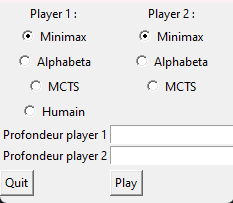 Player 1 : Player 2 :
Minimax Minimax
Alphabeta Alphabeta
MCTS MCTS
Humain
Profondeur player 1
Profondeur player 2
Quit Play